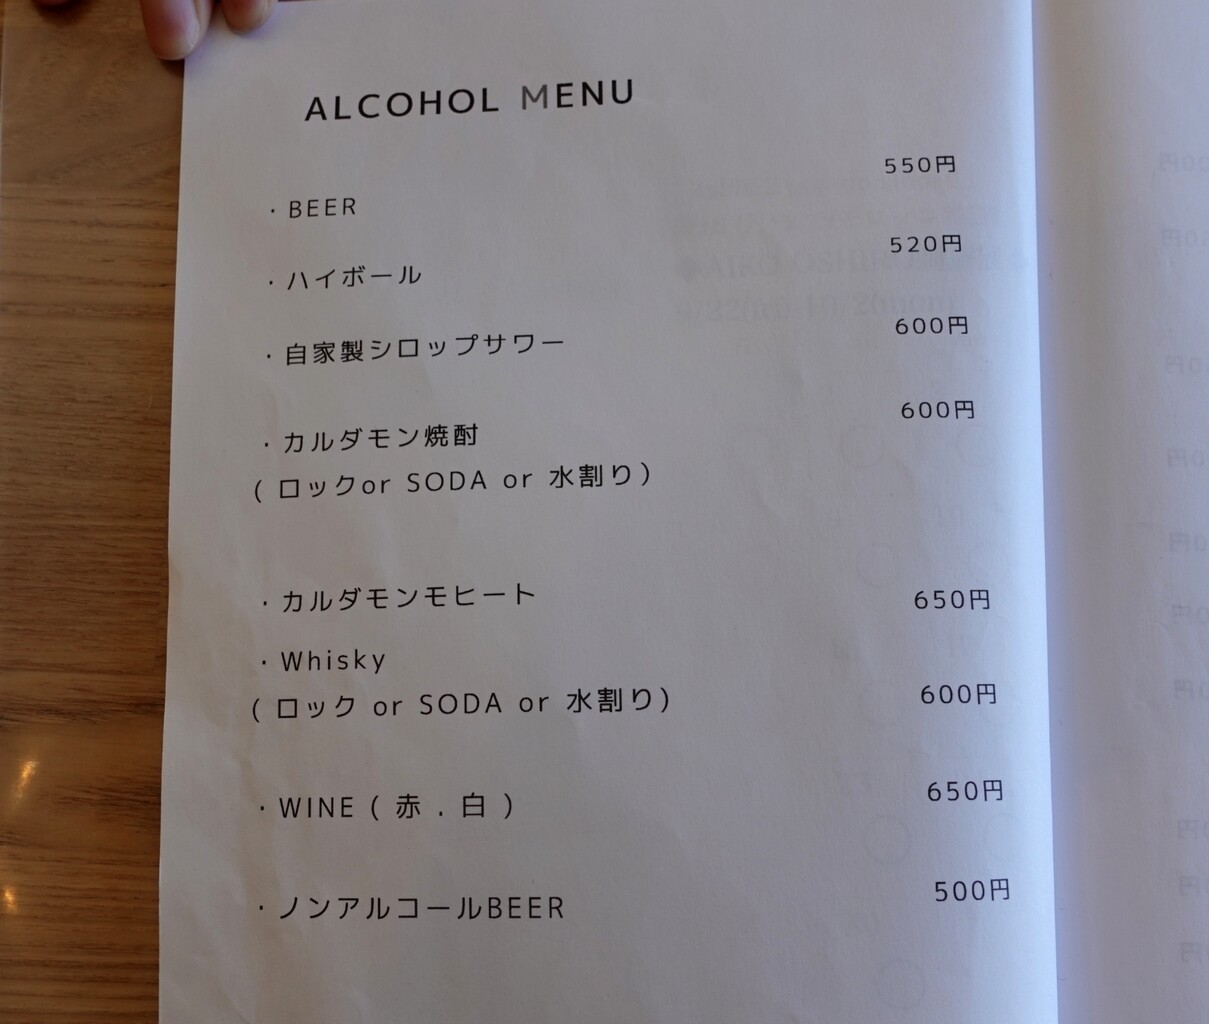 ALCOHOL MENU
・BEER 550円
・ハイボール 520円
・自家製シロップサワー 600円
・カルダモン焼酎 600円
( ロックor SODA or 水割り)
・カルダモンモヒート 650円
・Whisky
( ロック or SODA or 水割り) 600円
・WINE ( 赤 . 白 ) 650円
・ノンアルコールBEER 500円